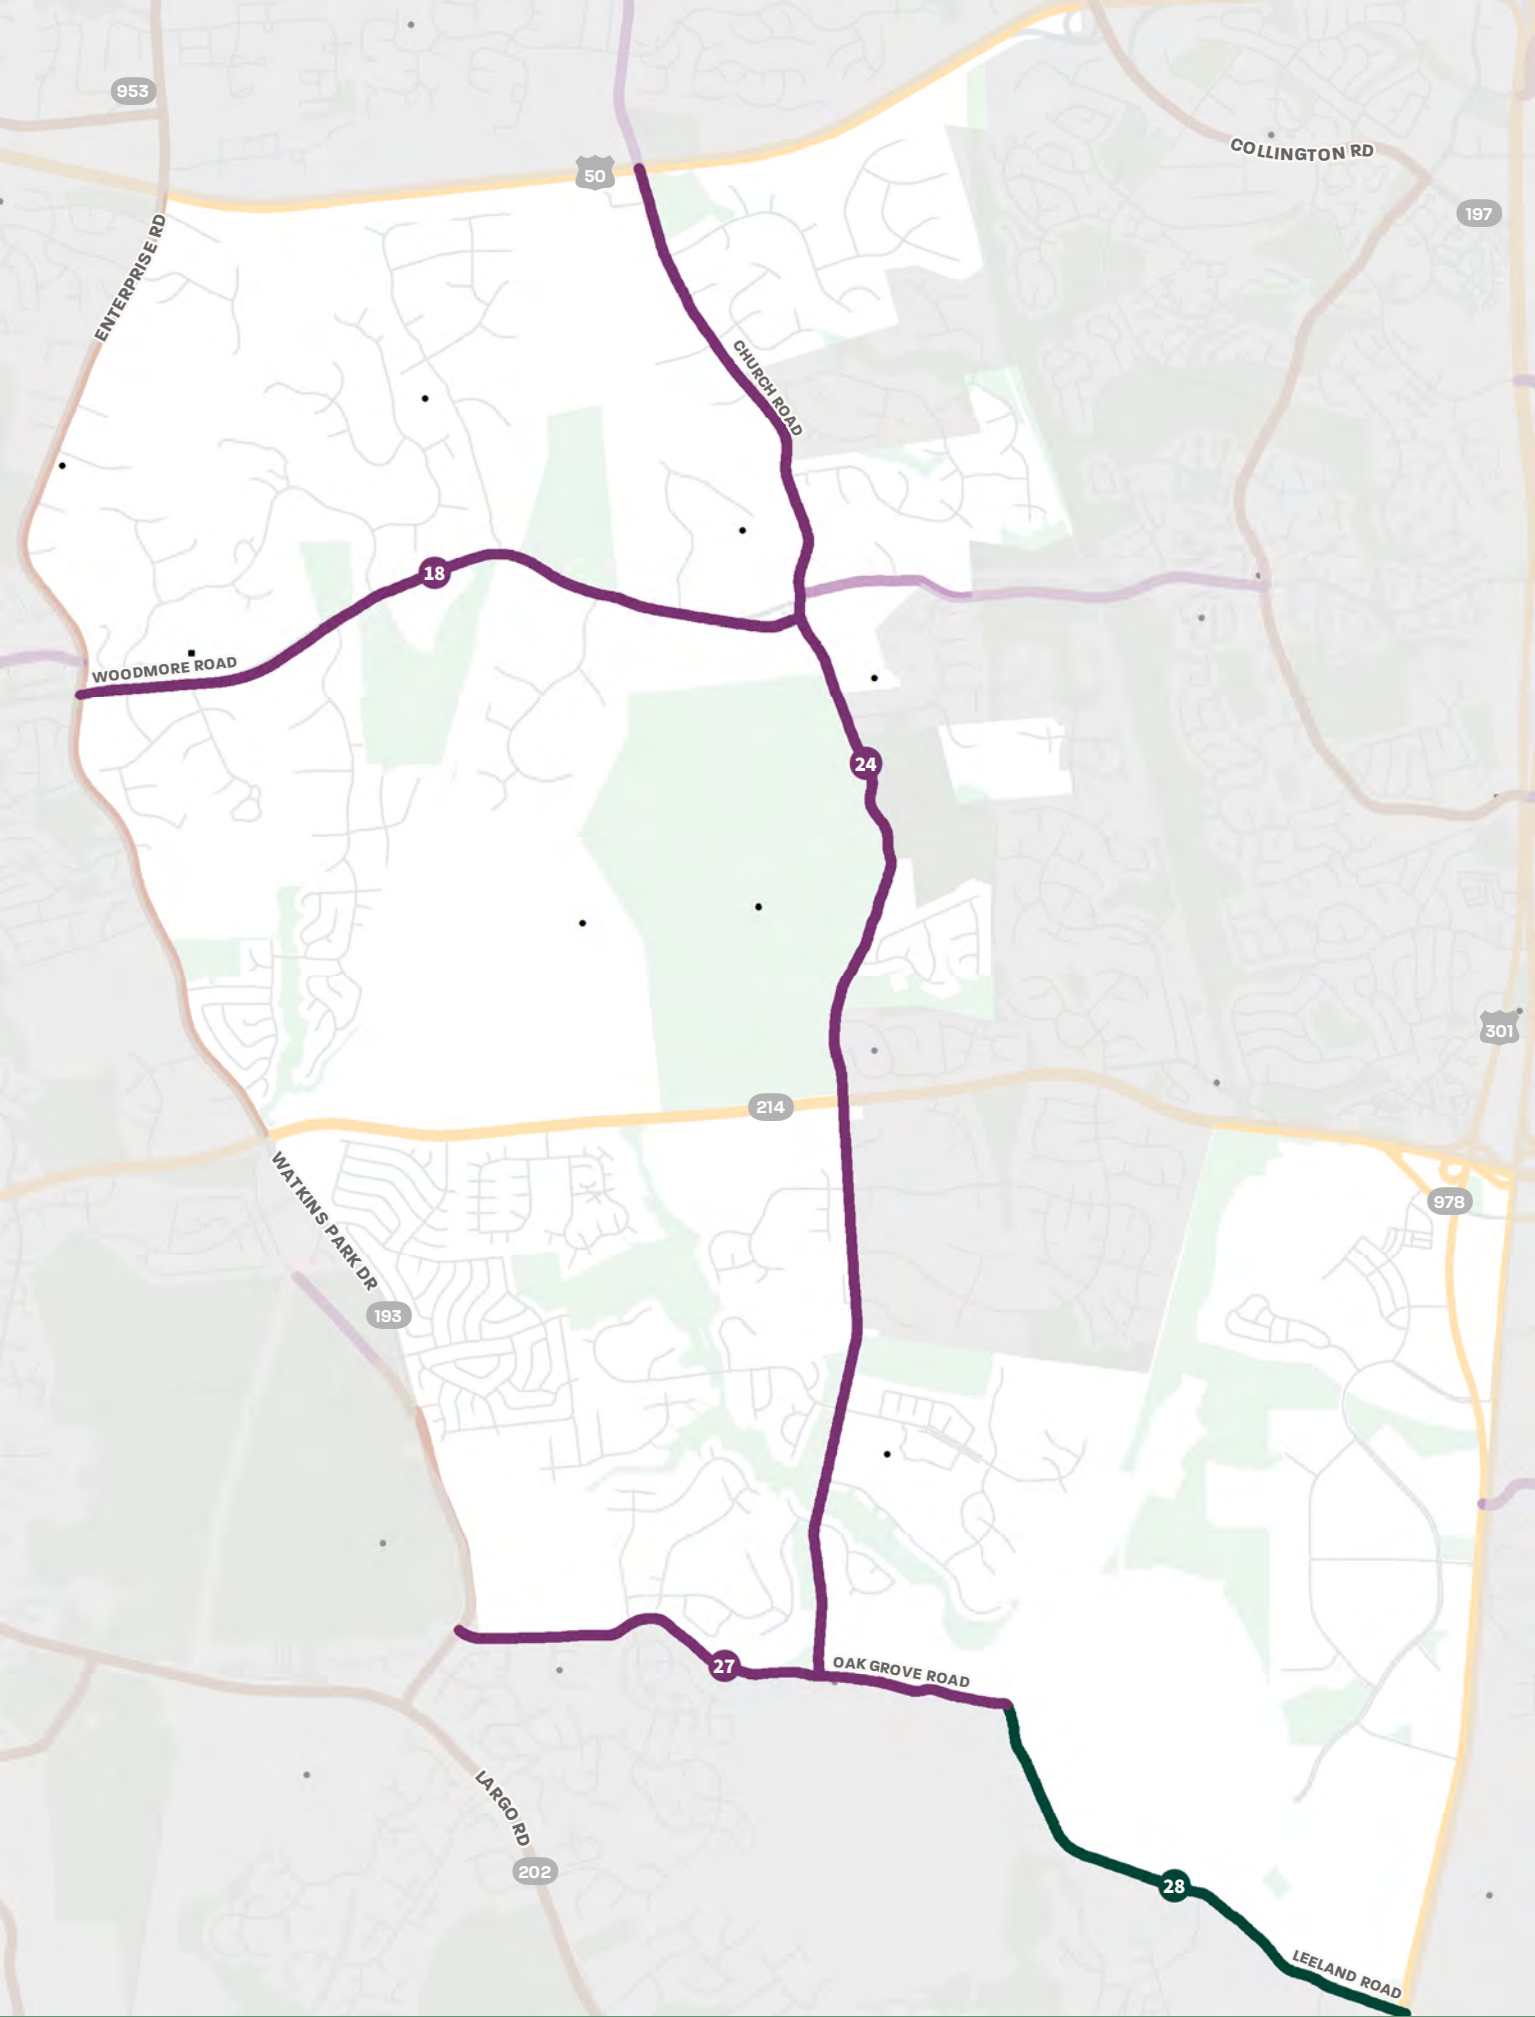 953
COLLINGTON RD
50
197
ENTERPRISE RD
CHURCH ROAD
18
WOODMORE ROAD
24
301
214
WATKINS PARK DR
978
193
OAK GROVE ROAD
27
LARGO RD
202
28
LEELAND ROAD